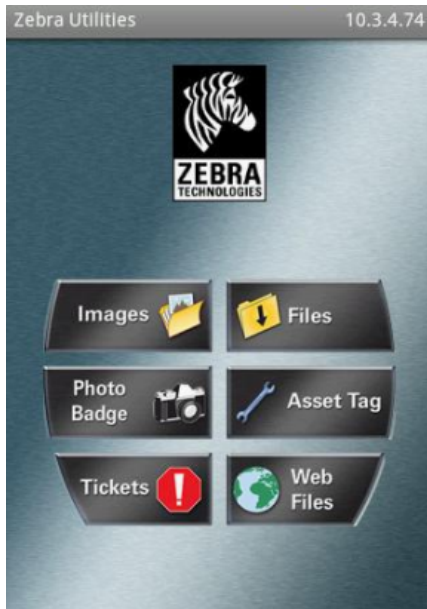 Zebra Utilities 10.3.4.74
ZEBRA
TECHNOLOGIES
Images
Files
Photo
Badge
Asset Tag
Tickets
Web
Files